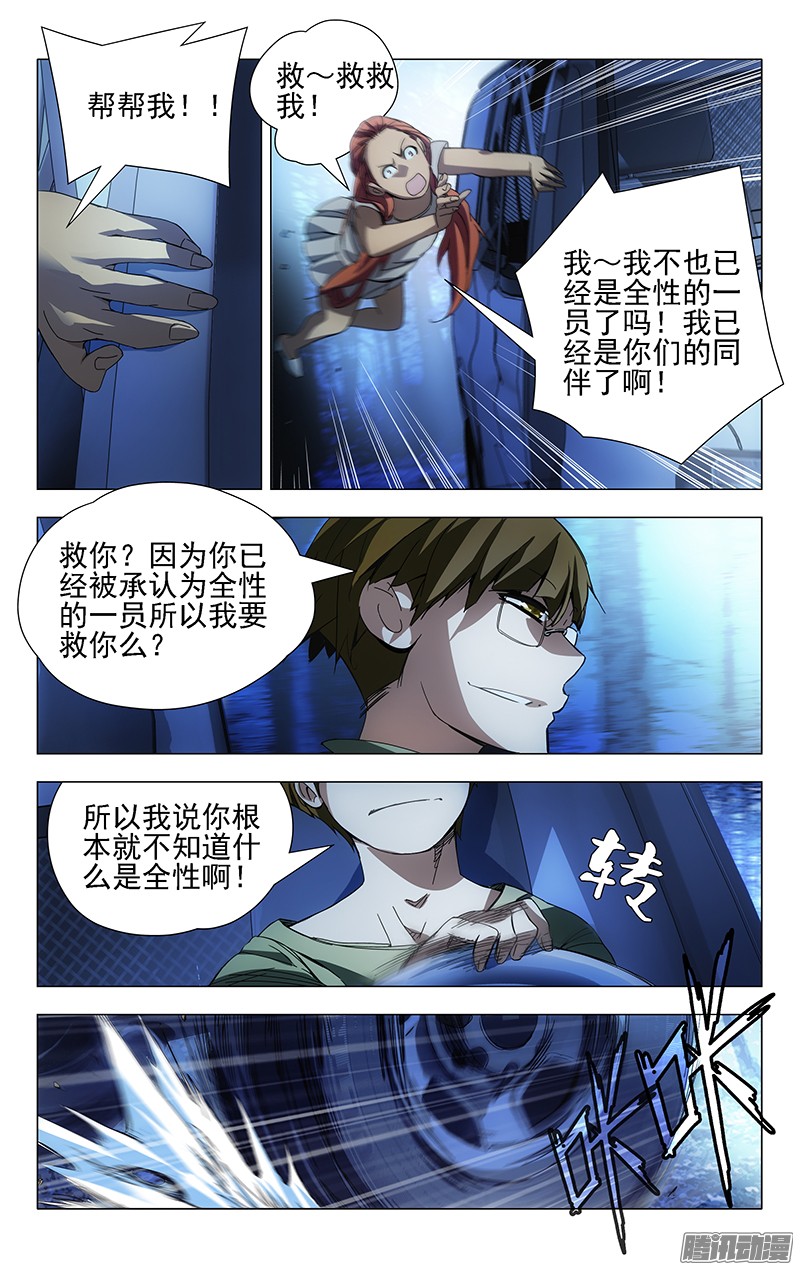 帮帮我！！
救～救救
我！
我～我不也已
经是全性的一
员了吗！我已
经是你们的同
伴了啊！
救你？因为你已
经被承认为全性
的一员所以我要
救你么？
所以我说你根
本就不知道什
么是全性啊！
转
吱吱
腾讯动漫